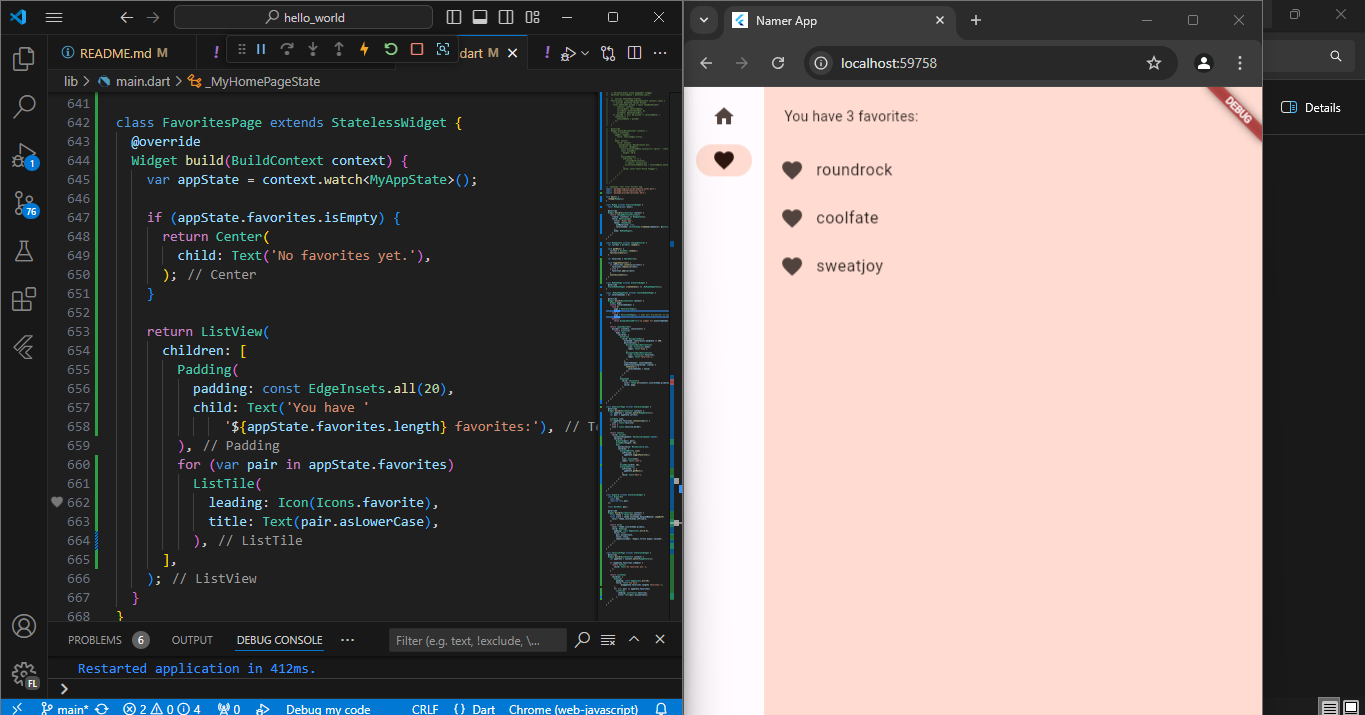 hello_world
README.md M
!
dart M
!
lib > main.dart > _MyHomePageState
641
642 class FavoritesPage extends StatelessWidget {
643 @override
644 Widget build(BuildContext context) {
645 var appState = context.watch<MyAppState>();
646
647 if (appState.favorites.isEmpty) {
648 return Center(
649 child: Text('No favorites yet.'),
650 ); // Center
651 }
652
653 return ListView(
654 children: [
655 Padding(
656 padding: const EdgeInsets.all(20),
657 child: Text('You have '
658 '${appState.favorites.length} favorites:'), // Te
659 ), // Padding
660 for (var pair in appState.favorites)
661 ListTile(
662 leading: Icon(Icons.favorite),
663 title: Text(pair.asLowerCase),
664 ), // ListTile
665 ],
666 ); // ListView
667 }
668 }
1
76
FL
PROBLEMS 6 OUTPUT DEBUG CONSOLE ···
Filter (e.g. text, !exclude, \...
Restarted application in 412ms.
>
main* 2 0 4 0 Debug my code CRLF {} Dart Chrome (web-javascript)
Namer App
localhost:59758
DEBUG
You have 3 favorites:
roundrock
coolfate
sweatjoy
Details